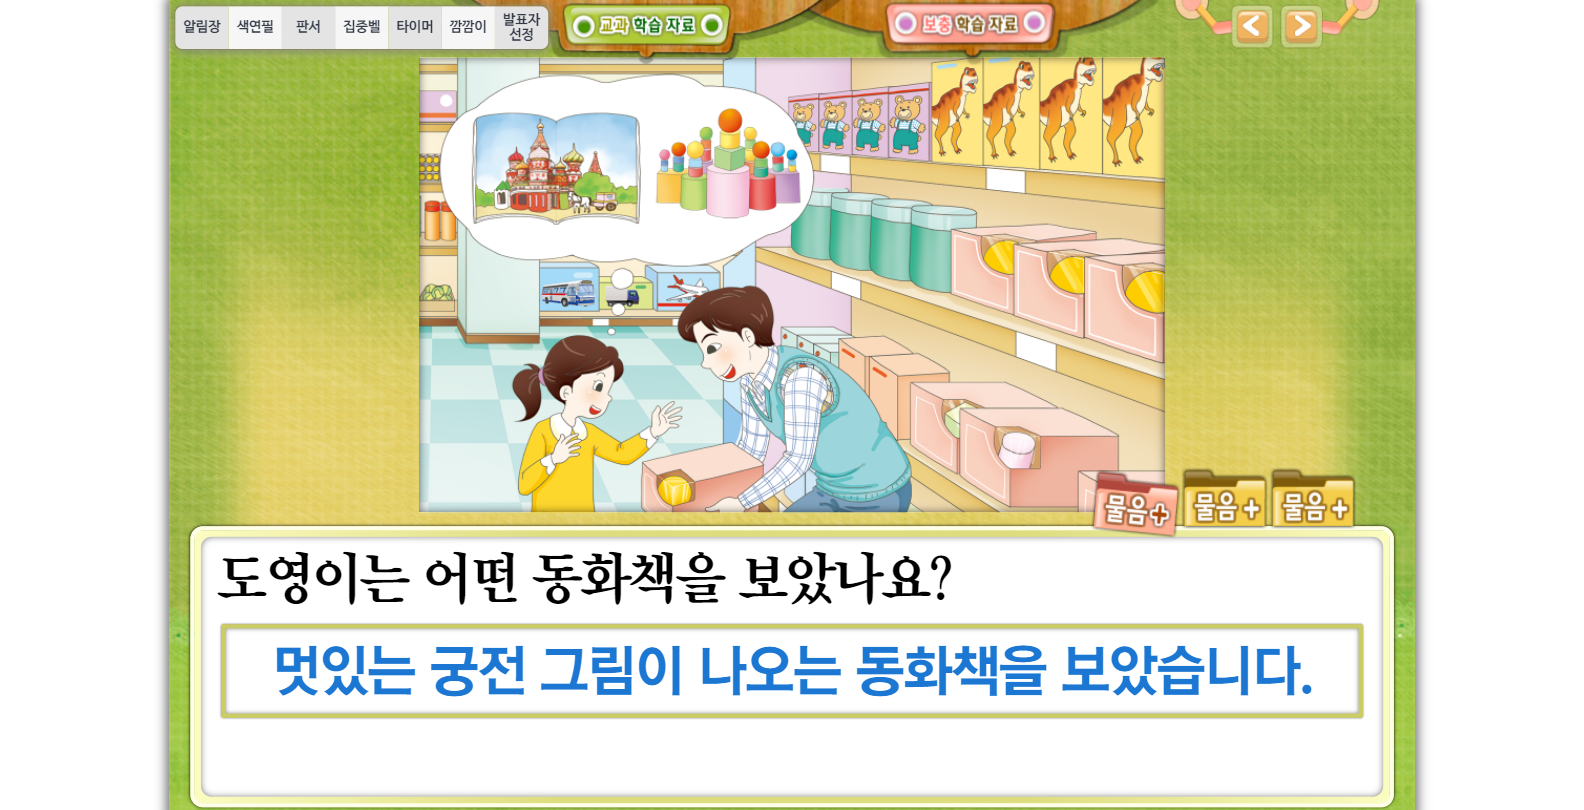 알림장 색연필 판서 집중벨 타이머 깜깜이 발표자 선정
교과 학습 자료
보충 학습 자료
물음+ 물음+ 물음+
도영이는 어떤 동화책을 보았나요?
멋있는 궁전 그림이 나오는 동화책을 보았습니다.